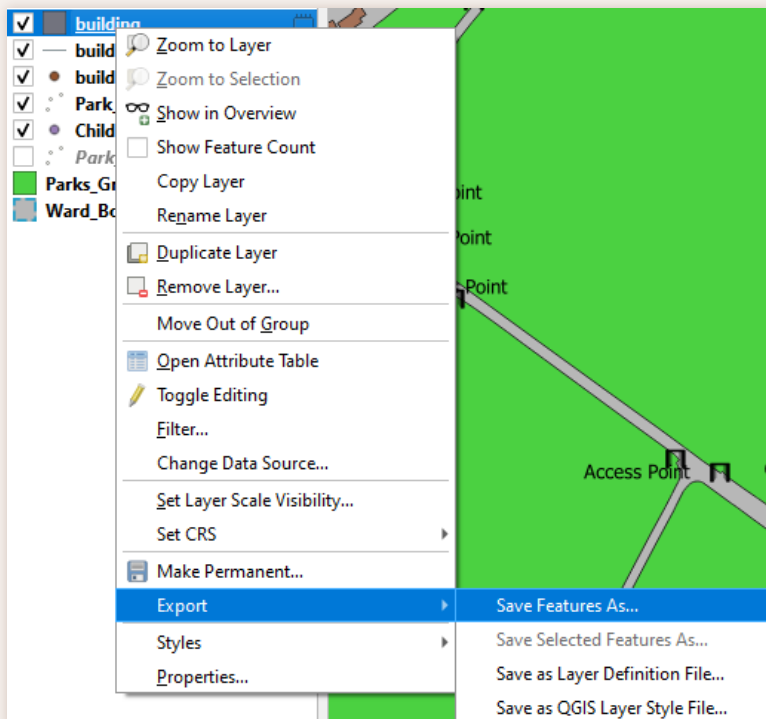 building
build
build
Park_
Child
Park
Parks_Gr
Ward_Bo
Zoom to Layer
Zoom to Selection
Show in Overview
Show Feature Count
Copy Layer
Rename Layer
Duplicate Layer
Remove Layer...
Move Out of Group
Open Attribute Table
Toggle Editing
Filter...
Change Data Source...
Set Layer Scale Visibility...
Set CRS
Make Permanent...
Export
Styles
Properties...
Save Features As...
Save Selected Features As...
Save as Layer Definition File...
Save as QGIS Layer Style File...
oint
Point
Point
Access Point